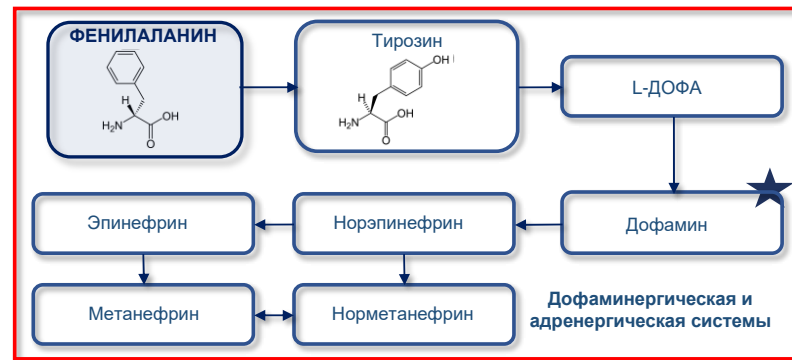 ФЕНИЛАЛАНИН
H
H₂N
OH
O
Тирозин
OH
H
H₂N
OH
O
L-ДОФА
Эпинефрин
Норэпинефрин
Дофамин
Метанефрин
Норметанефрин
Дофаминергическая и
адренергическая системы